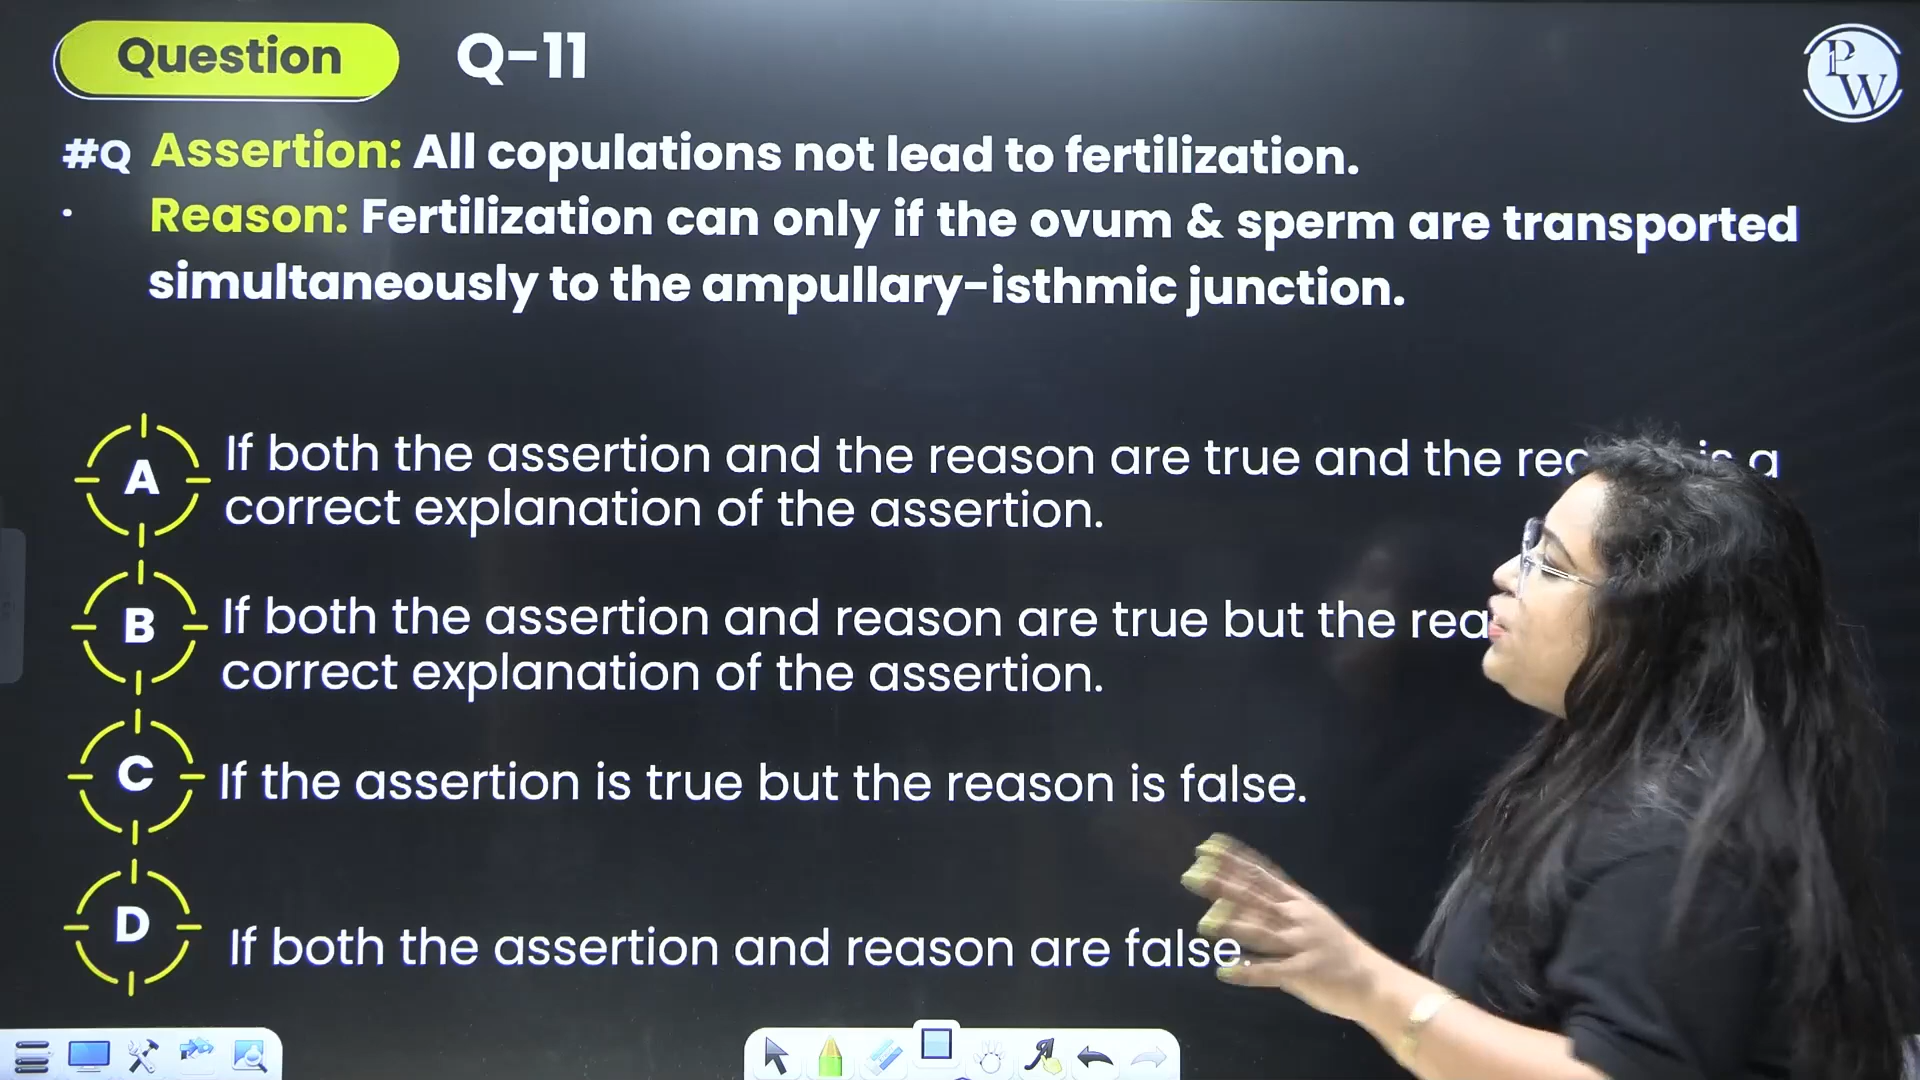 Question Q-11
PW
#Q Assertion: All copulations not lead to fertilization.
. Reason: Fertilization can only if the ovum & sperm are transported
simultaneously to the ampullary-isthmic junction.
A If both the assertion and the reason are true and the is a
correct explanation of the assertion.
B If both the assertion and reason are true but the
correct explanation of the assertion.
C If the assertion is true but the reason is false.
D If both the assertion and reason are false.